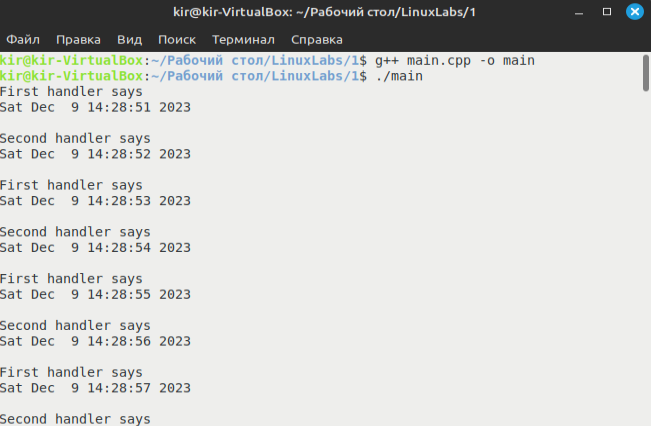 kir@kir-VirtualBox: ~/Рабочий стол/LinuxLabs/1
Файл Правка Вид Поиск Терминал Справка
kir@kir-VirtualBox:~/Рабочий стол/LinuxLabs/1$ g++ main.cpp -o main
kir@kir-VirtualBox:~/Рабочий стол/LinuxLabs/1$ ./main
First handler says
Sat Dec  9 14:28:51 2023
Second handler says
Sat Dec  9 14:28:52 2023
First handler says
Sat Dec  9 14:28:53 2023
Second handler says
Sat Dec  9 14:28:54 2023
First handler says
Sat Dec  9 14:28:55 2023
Second handler says
Sat Dec  9 14:28:56 2023
First handler says
Sat Dec  9 14:28:57 2023
Second handler says